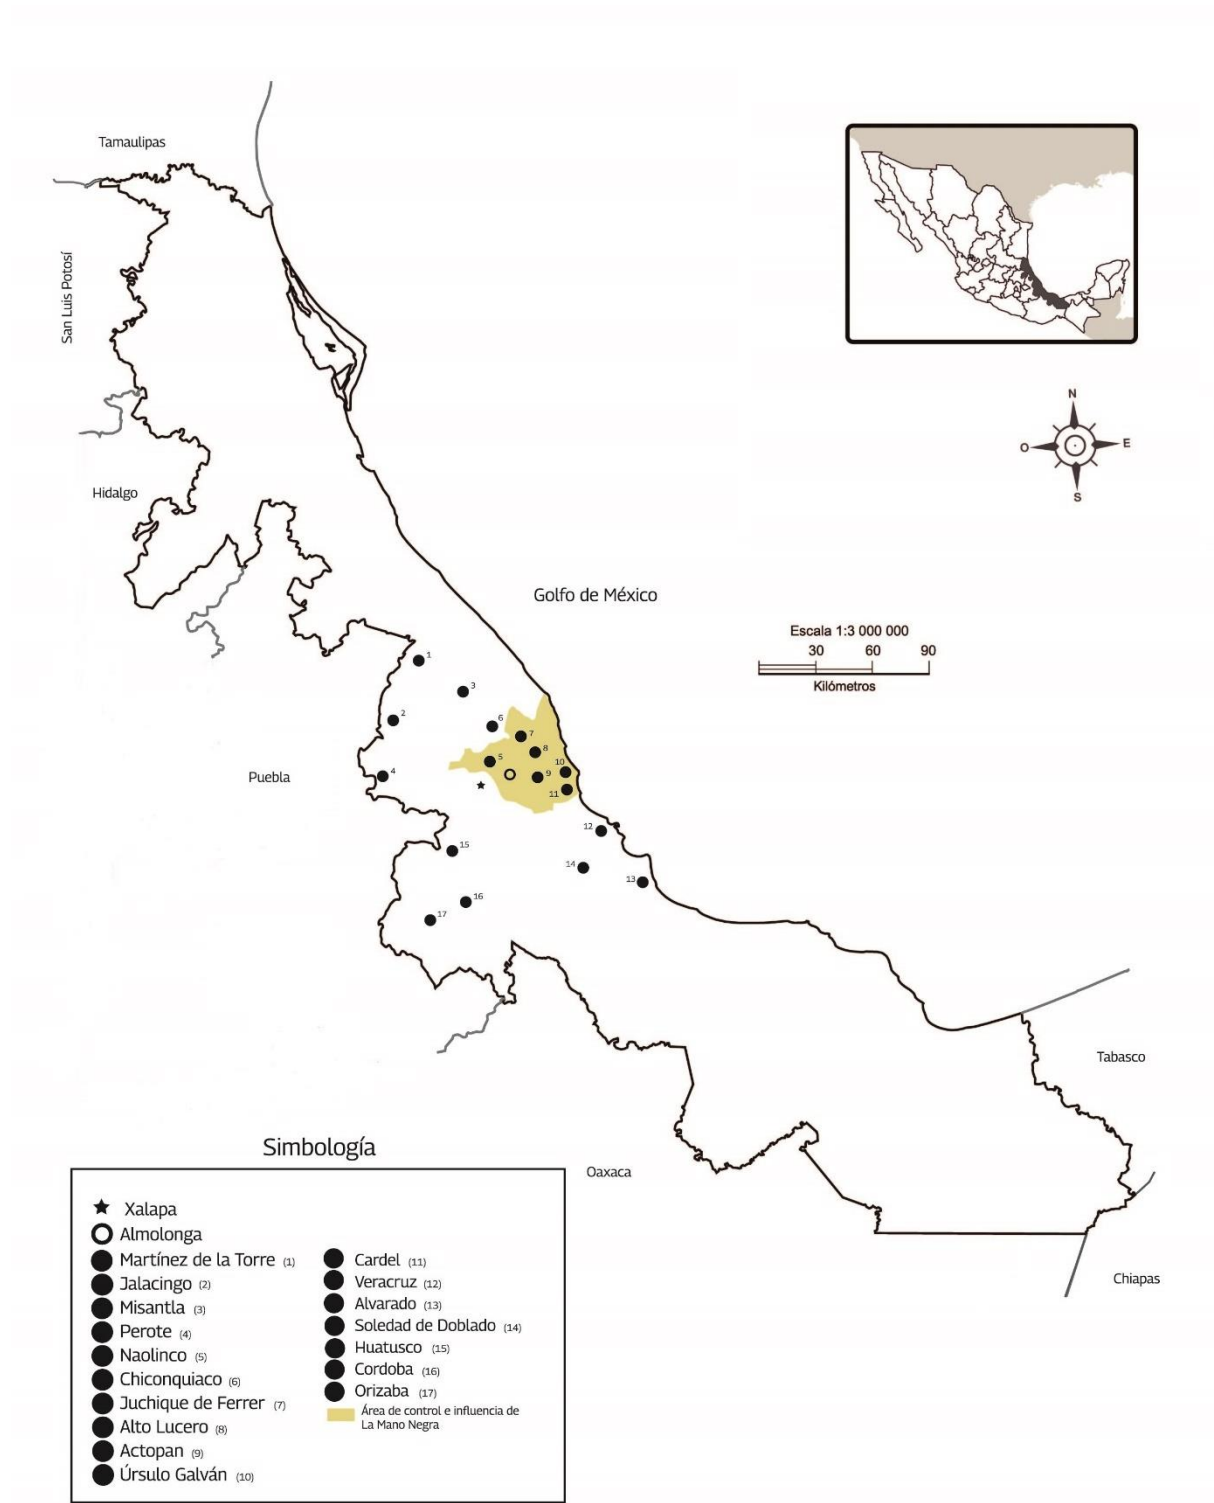 Tamaulipas
San Luis Potosí
Hidalgo
N
O
E
S
Golfo de México
Escala 1:3 000 000
30 60 90
Kilómetros
1
3
2
6
7
8
5
10
4
9
11
Puebla
12
15
14
13
16
17
Tabasco
Oaxaca
Chiapas
Simbología
Xalapa
Almolonga
Martínez de la Torre (1)
Jalacingo (2)
Misantla (3)
Perote (4)
Naolinco (5)
Chiconquiaco (6)
Juchique de Ferrer (7)
Alto Lucero (8)
Actopan (9)
Úrsulo Galván (10)
Cardel (11)
Veracruz (12)
Alvarado (13)
Soledad de Doblado (14)
Huatusco (15)
Cordoba (16)
Orizaba (17)
Área de control e influencia de
La Mano Negra